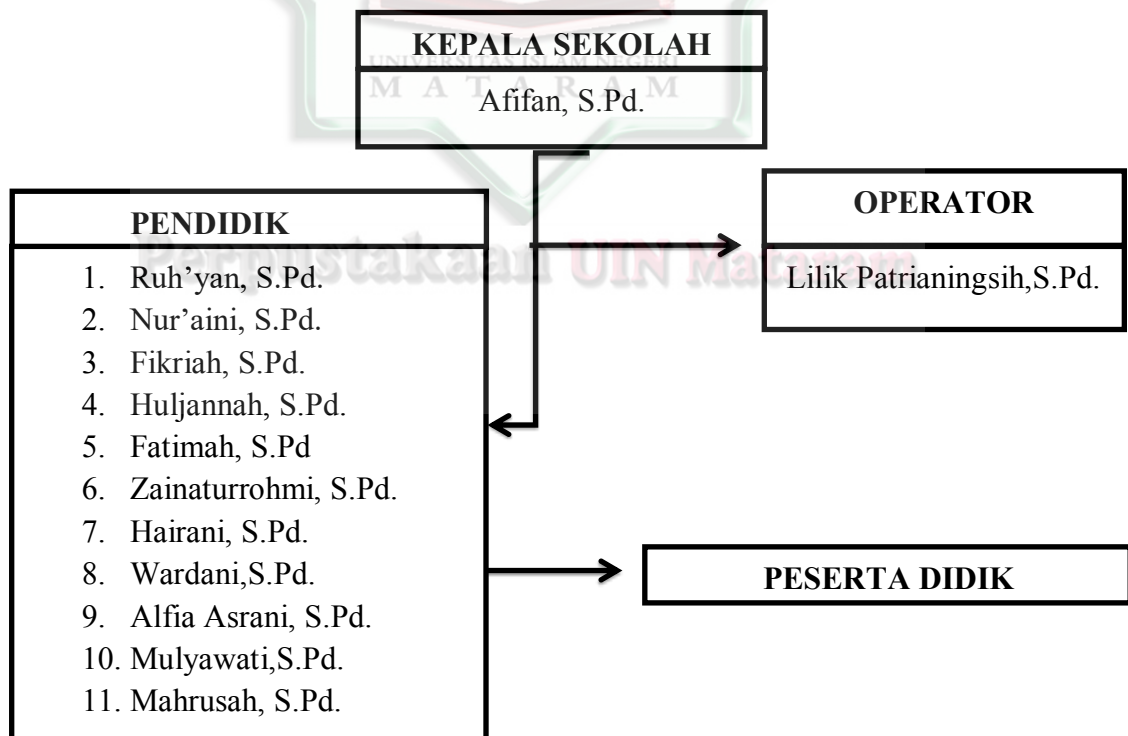 UNIVERSITAS ISLAM NEGERI
MATARAM
KEPALA SEKOLAH
Afifan, S.Pd.
PENDIDIK
1. Ruh’yan, S.Pd.
2. Nur’aini, S.Pd.
3. Fikriah, S.Pd.
4. Huljannah, S.Pd.
5. Fatimah, S.Pd
6. Zainaturrohmi, S.Pd.
7. Hairani, S.Pd.
8. Wardani,S.Pd.
9. Alfia Asrani, S.Pd.
10. Mulyawati,S.Pd.
11. Mahrusah, S.Pd.
OPERATOR
Lilik Patrianingsih,S.Pd.
Perpustakaan UIN Mataram
PESERTA DIDIK